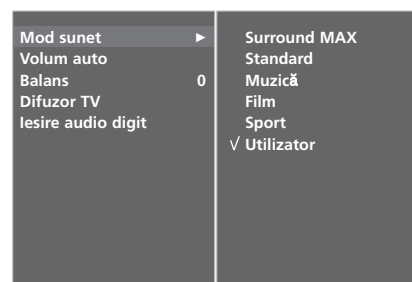 Mod sunet ►
Volum auto
Balans 0
Difuzor TV
Iesire audio digit
Surround MAX
Standard
Muzică
Film
Sport
√ Utilizator